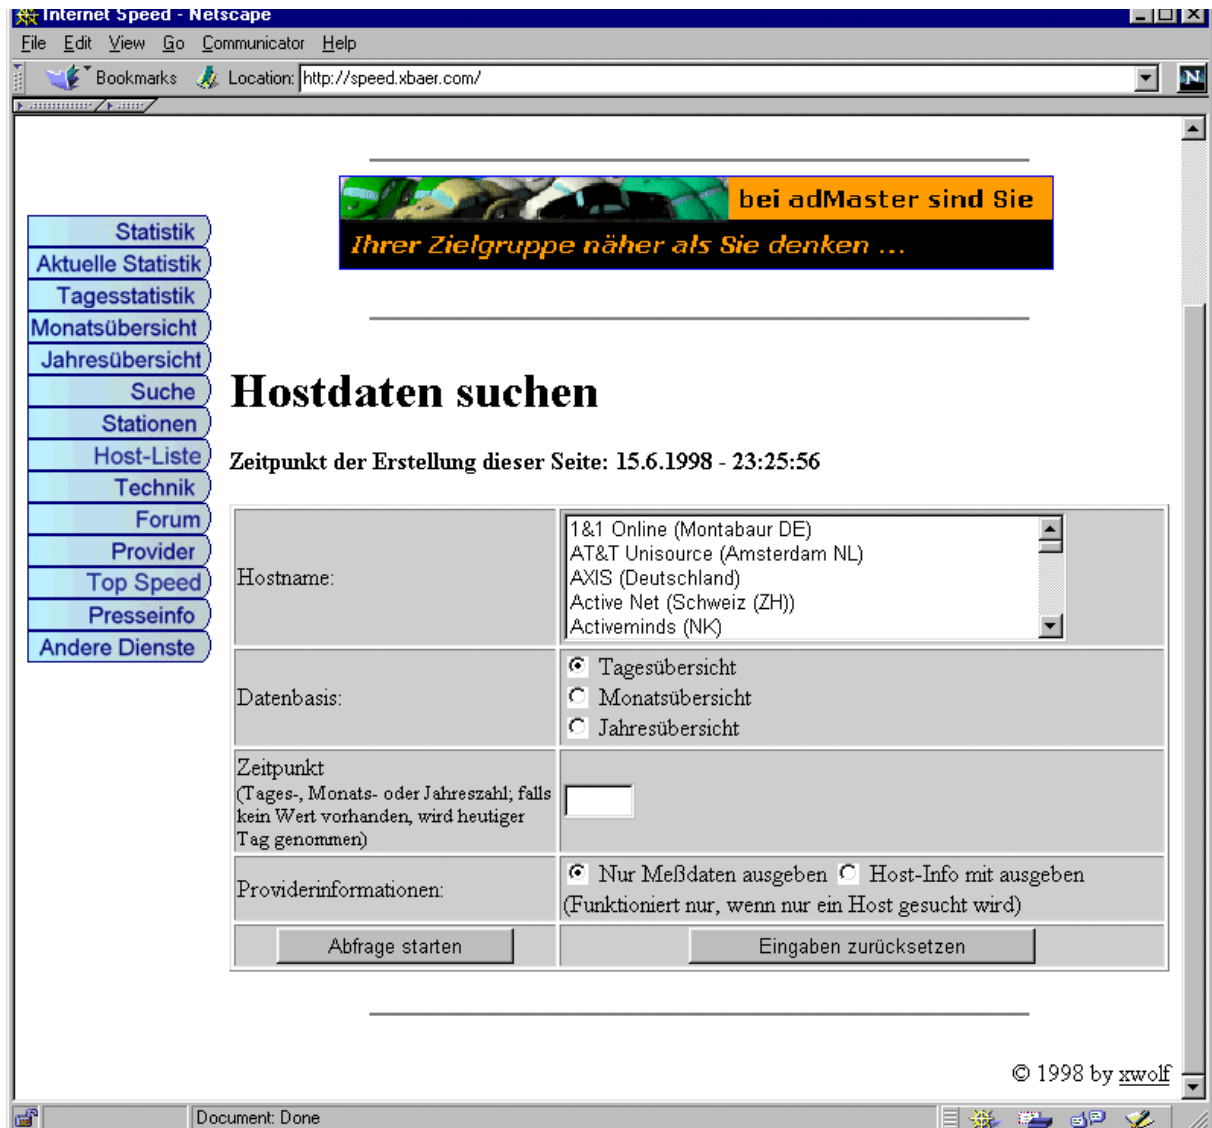 Internet Speed - Netscape
File Edit View Go Communicator Help
Bookmarks Location: http://speed.xbaer.com/
N
bei adMaster sind Sie
Ihrer Zielgruppe näher als Sie denken ...
Statistik
Aktuelle Statistik
Tagesstatistik
Monatsübersicht
Jahresübersicht
Suche
Stationen
Host-Liste
Technik
Forum
Provider
Top Speed
Presseinfo
Andere Dienste
Hostdaten suchen
Zeitpunkt der Erstellung dieser Seite: 15.6.1998 - 23:25:56
Hostname:
1&1 Online (Montabaur DE)
AT&T Unisource (Amsterdam NL)
AXIS (Deutschland)
Active Net (Schweiz (ZH))
Activeminds (NK)
Datenbasis:
Tagesübersicht
Monatsübersicht
Jahresübersicht
Zeitpunkt
(Tages-, Monats- oder Jahreszahl; falls
kein Wert vorhanden, wird heutiger
Tag genommen)
Providerinformationen:
Nur Meßdaten ausgeben Host-Info mit ausgeben
(Funktioniert nur, wenn nur ein Host gesucht wird)
Abfrage starten Eingaben zurücksetzen
© 1998 by xwolf
Document: Done